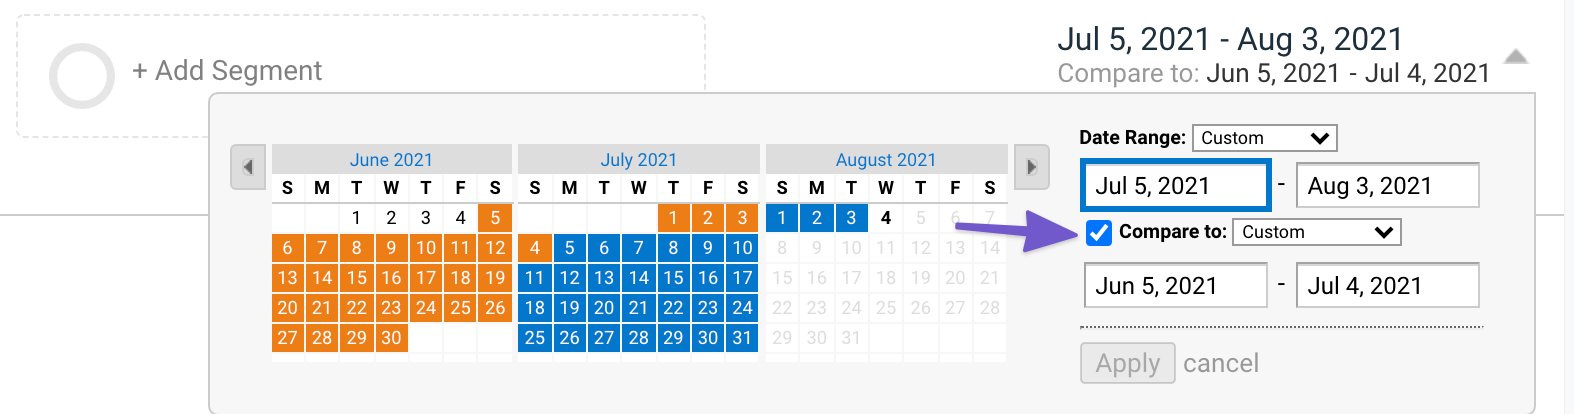 Jul 5, 2021 - Aug 3, 2021
+ Add Segment
Compare to: Jun 5, 2021 - Jul 4, 2021
Date Range: Custom
June 2021 July 2021 August 2021
Jul 5, 2021 - Aug 3, 2021
S M T W T F S S M T W T F S S M T W T F S
1 2 3 4 5 1 2 3 1 2 3 4 5 6 7
Compare to: Custom
6 7 8 9 10 11 12 4 5 6 7 8 9 10 8 9 10 11 12 13 14
13 14 15 16 17 18 19 11 12 13 14 15 16 17 15 16 17 18 19 20 21
Jun 5, 2021 - Jul 4, 2021
20 21 22 23 24 25 26 18 19 20 21 22 23 24 22 23 24 25 26 27 28
27 28 29 30 25 26 27 28 29 30 31 29 30 31
Apply cancel